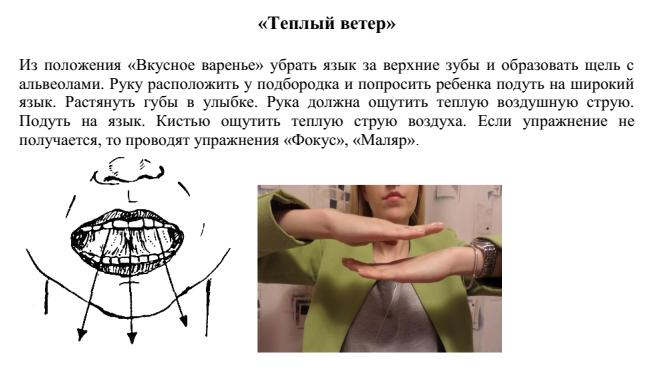 «Теплый ветер»
Из положения «Вкусное варенье» убрать язык за верхние зубы и образовать щель с
альвеолами. Руку расположить у подбородка и попросить ребенка подуть на широкий
язык. Растянуть губы в улыбке. Рука должна ощутить теплую воздушную струю.
Подуть на язык. Кистью ощутить теплую струю воздуха. Если упражнение не
получается, то проводят упражнения «Фокус», «Маляр».